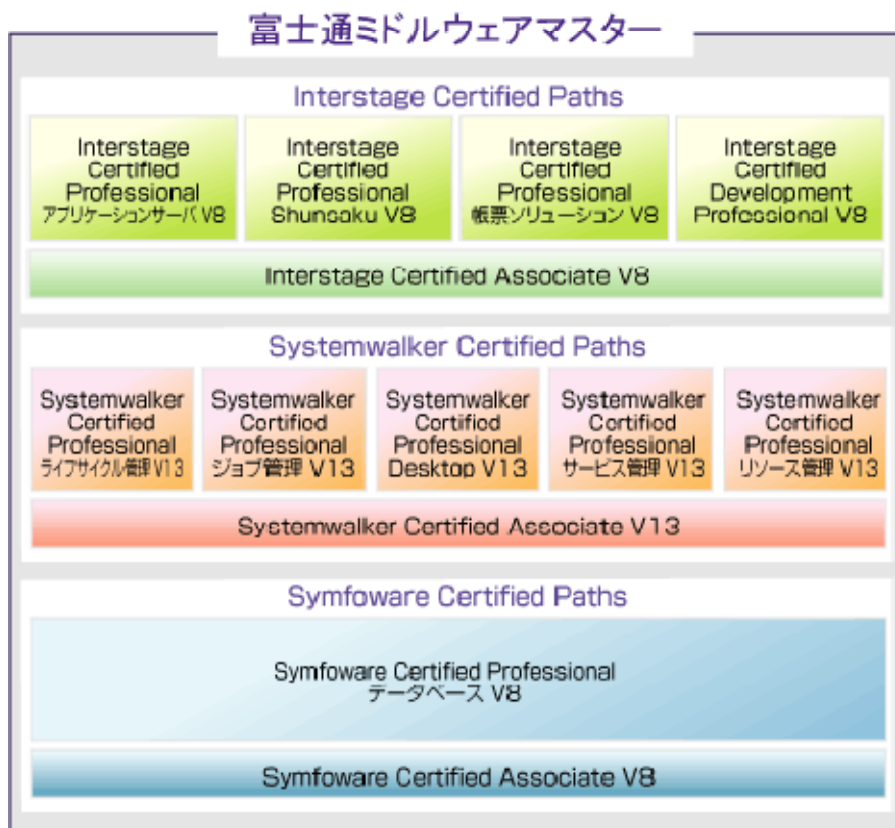 富士通ミドルウェアマスター
Interstage Certified Paths
Interstage
Certified
Professional
アプリケーションサーバ V8
Interstage
Certified
Professional
Shunsaku V8
Interstage
Certified
Professional
帳票ソリューション V8
Interstage
Certified
Development
Professional V8
Interstage Certified Associate V8
Systemwalker Certified Paths
Systemwalker
Certified
Professional
ライフサイクル管理 V13
Systemwalker
Certified
Professional
ジョブ管理 V13
Systemwalker
Certified
Professional
Desktop V13
Systemwalker
Certified
Professional
サービス管理 V13
Systemwalker
Certified
Professional
リソース管理 V13
Systemwalker Certified Associate V13
Symfoware Certified Paths
Symfoware Certified Professional
データベース V8
Symfoware Certified Associate V8